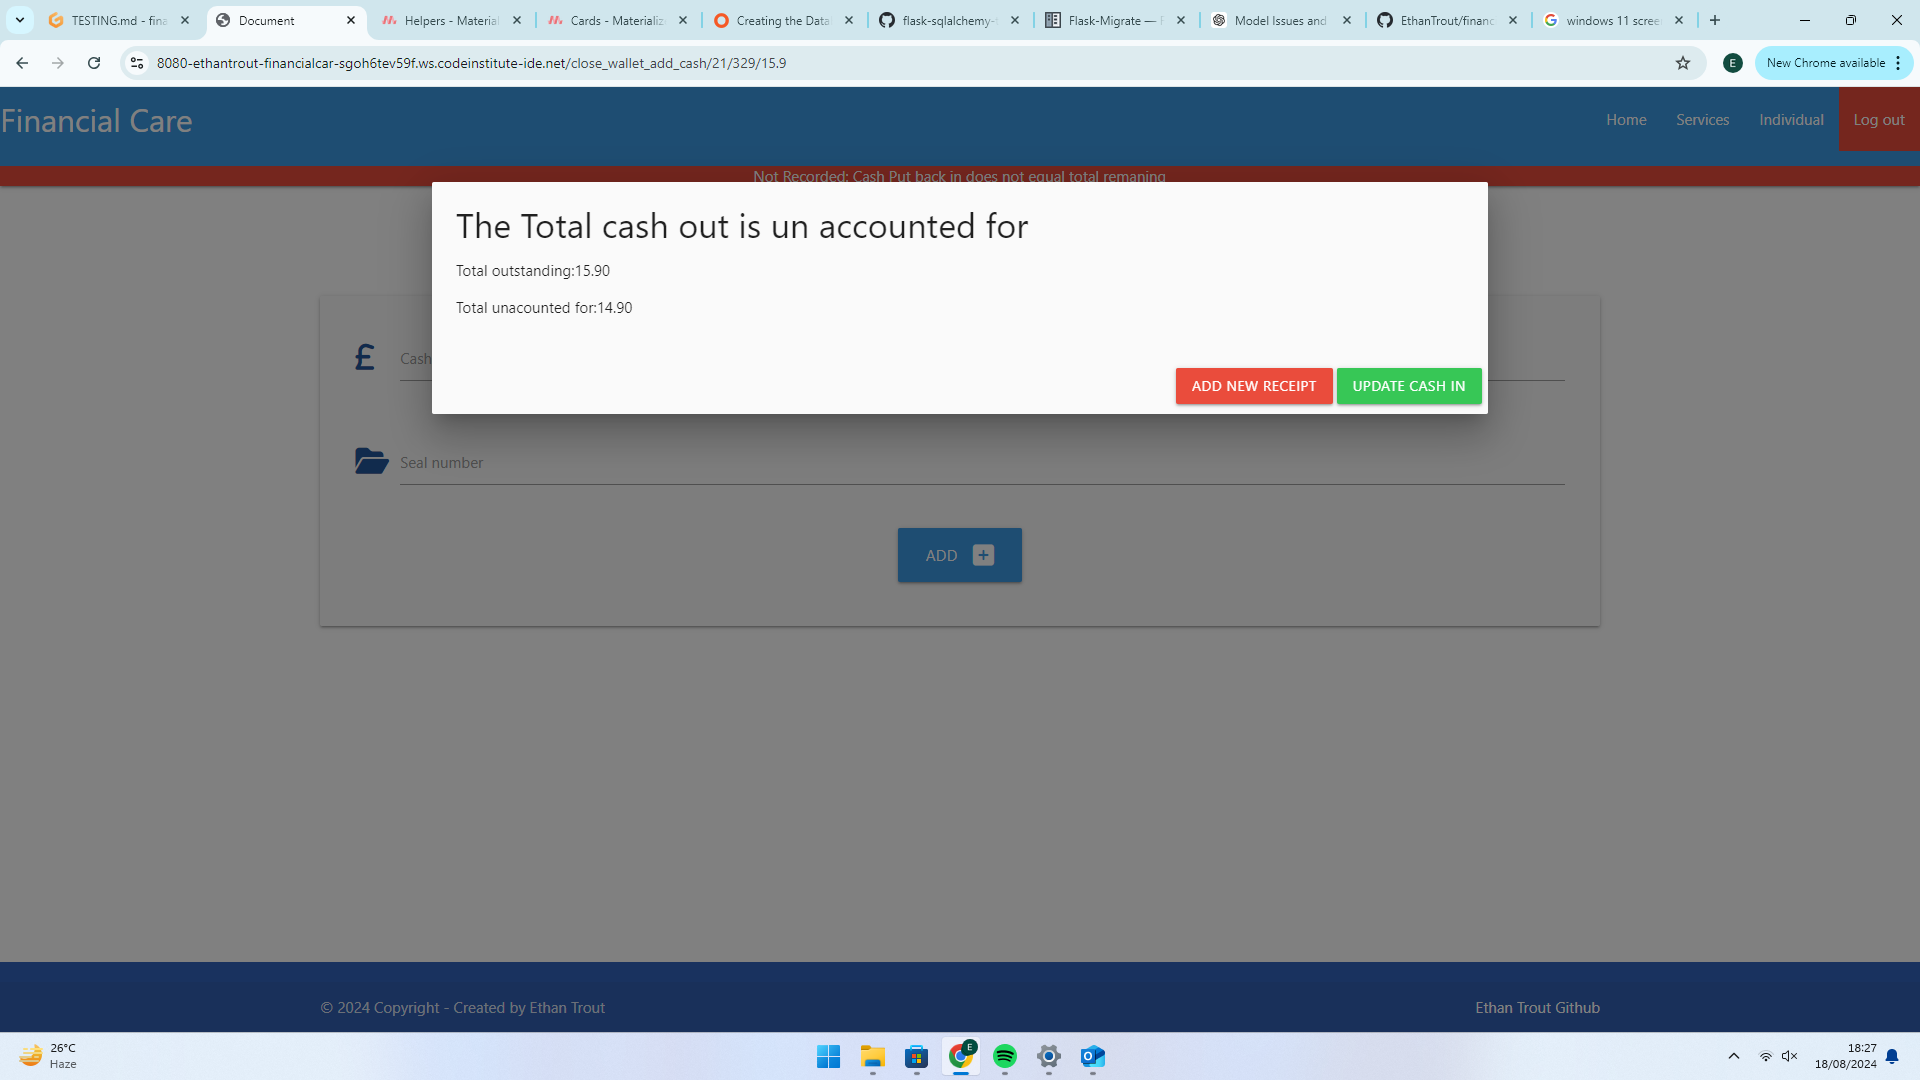 TESTING.md - fina
Document
Helpers - Material
Cards - Materializ
Creating the Data
flask-sqlalchemy-
Flask-Migrate —
Model Issues and
EthanTrout/financ
windows 11 scree
8080-ethantrout-financialcar-sgoh6tev59f.ws.codeinstitute-ide.net/close_wallet_add_cash/21/329/15.9
E
New Chrome available
Financial Care
Home
Services
Individual
Log out
Not Recorded: Cash Put back in does not equal total remaning
The Total cash out is un accounted for
Total outstanding:15.90
Total unacounted for:14.90
£
Cash
ADD NEW RECEIPT
UPDATE CASH IN
Seal number
ADD
© 2024 Copyright - Created by Ethan Trout
Ethan Trout Github
26°C
Haze
E
18:27
18/08/2024